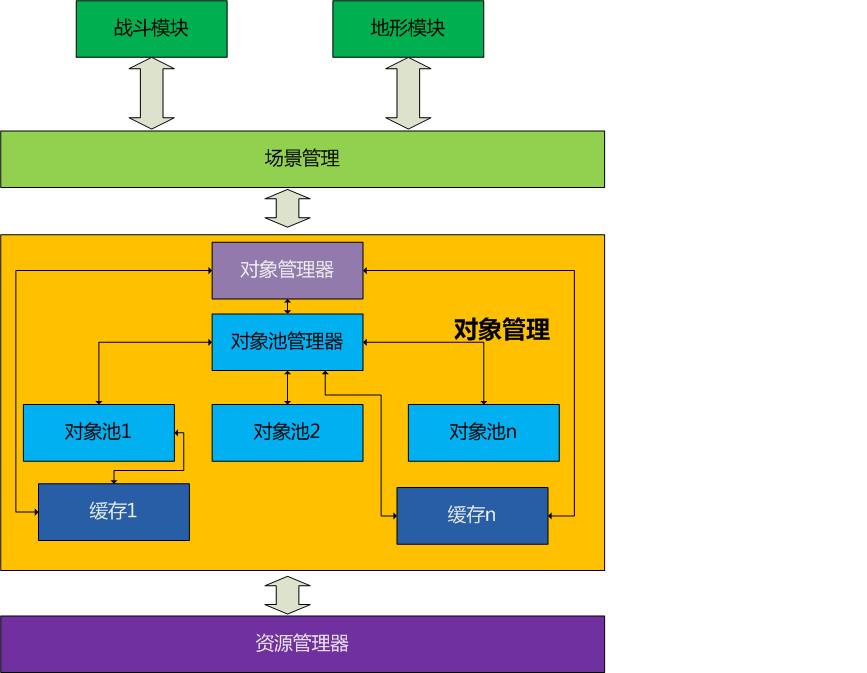 战斗模块
地形模块
场景管理
对象管理器
对象管理
对象池管理器
对象池1
对象池2
对象池n
缓存1
缓存n
资源管理器